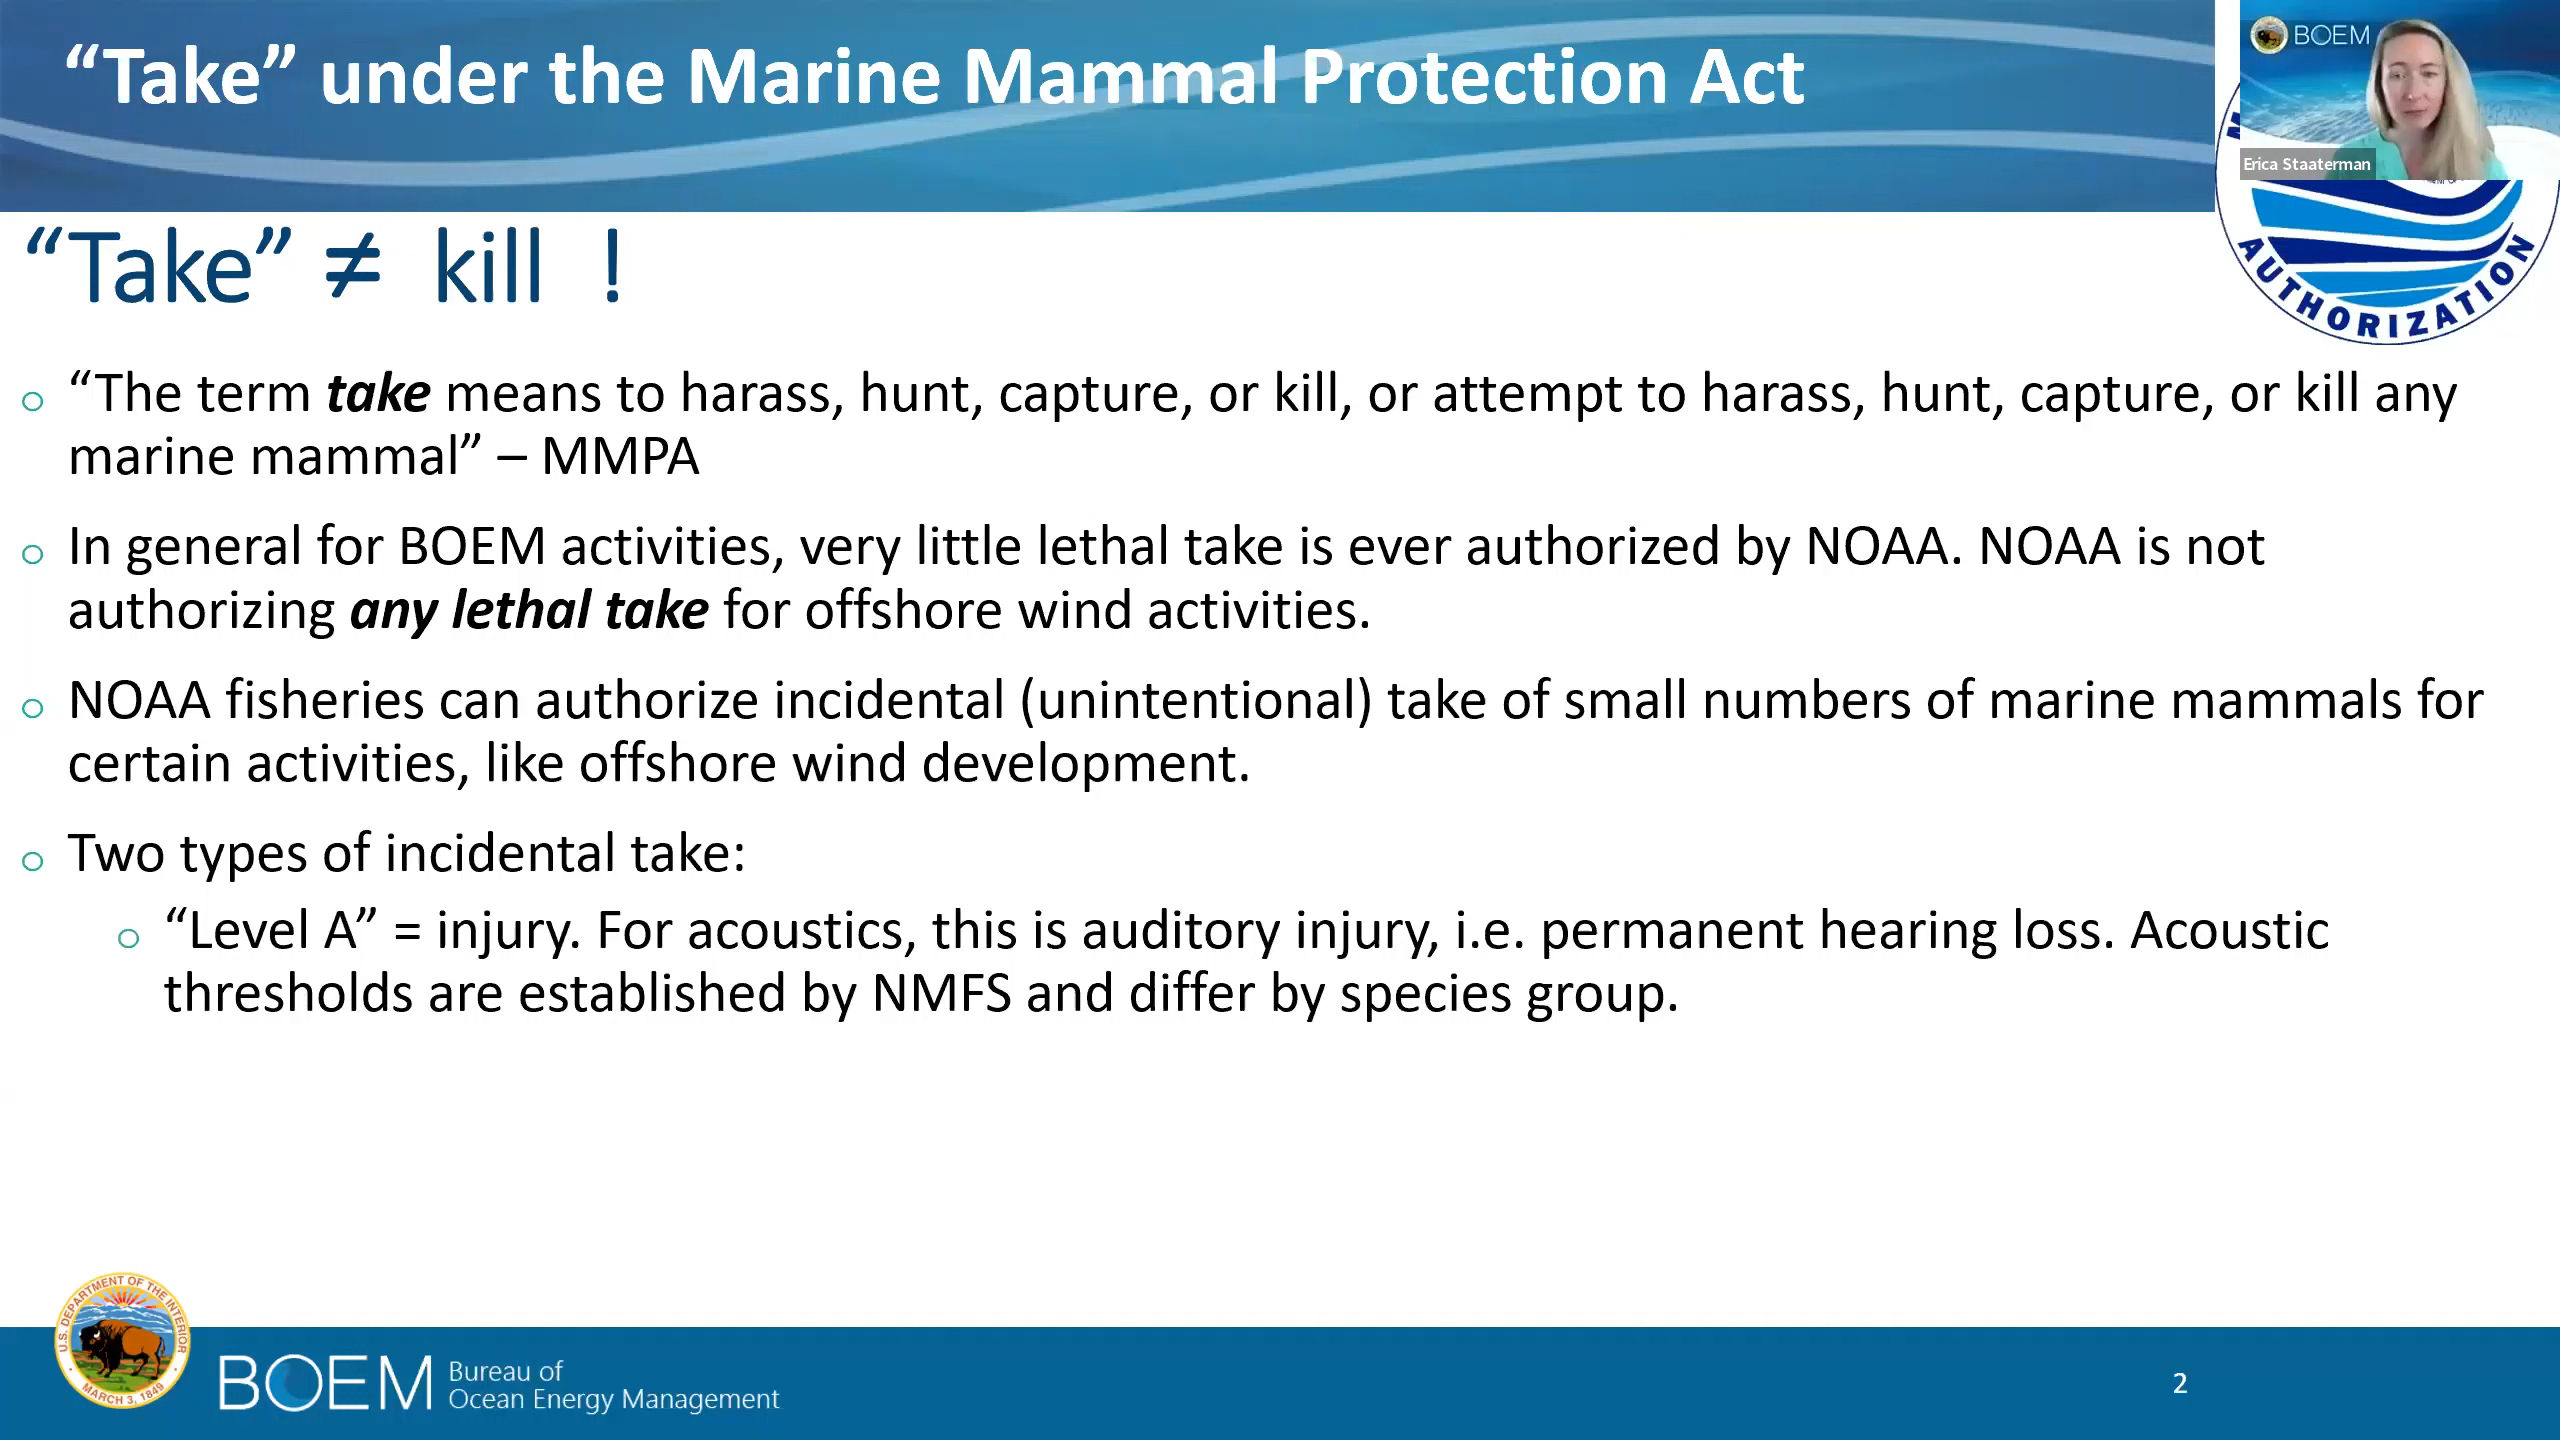 “Take” under the Marine Mammal Protection Act
BOEM
Erica Staaterman
AUTHORIZATION
“Take” ≠ kill !
o “The term take means to harass, hunt, capture, or kill, or attempt to harass, hunt, capture, or kill any
marine mammal” – MMPA
o In general for BOEM activities, very little lethal take is ever authorized by NOAA. NOAA is not
authorizing any lethal take for offshore wind activities.
o NOAA fisheries can authorize incidental (unintentional) take of small numbers of marine mammals for
certain activities, like offshore wind development.
o Two types of incidental take:
o “Level A” = injury. For acoustics, this is auditory injury, i.e. permanent hearing loss. Acoustic
thresholds are established by NMFS and differ by species group.
U.S. DEPARTMENT OF THE INTERIOR
MARCH 3, 1849
BOEM
Bureau of
Ocean Energy Management
2